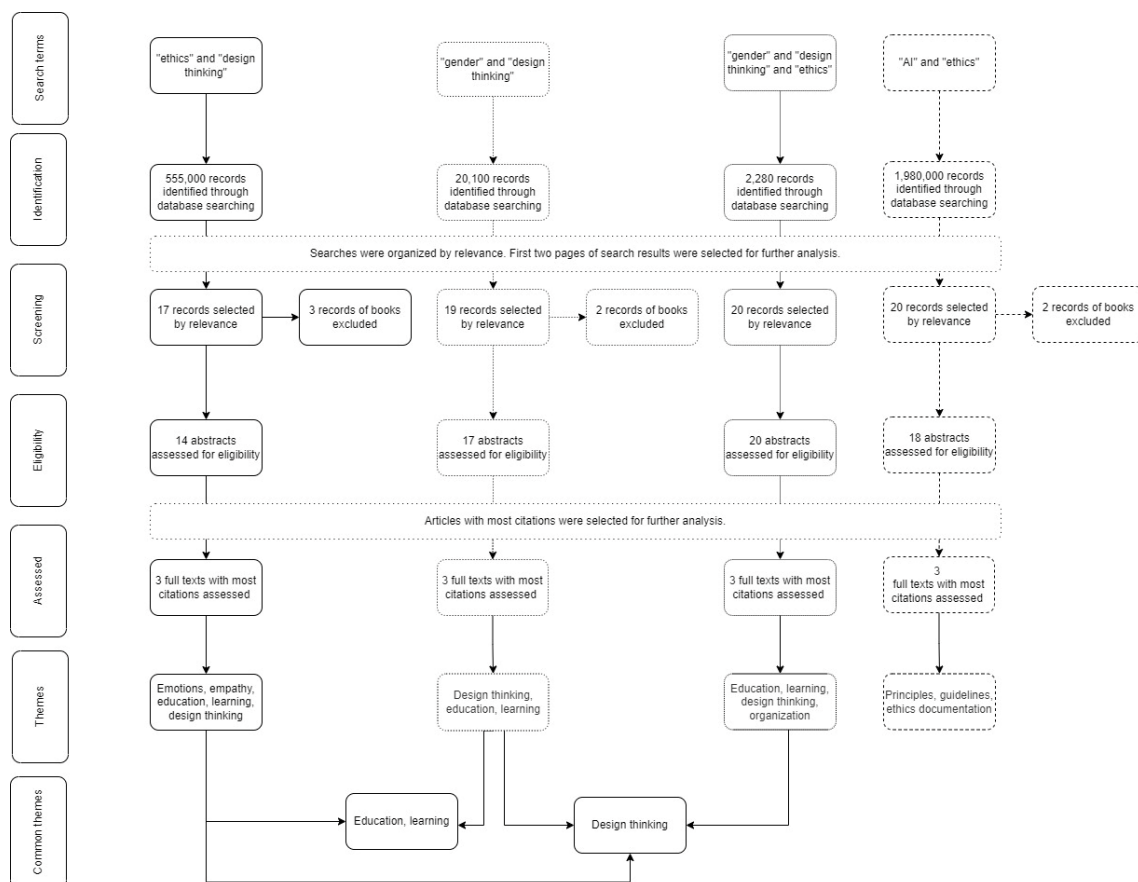 Search terms
"ethics" and "design
thinking"
"gender" and "design
thinking"
"gender" and "design
thinking" and "ethics"
"AI" and "ethics"
Identification
555,000 records
identified through
database searching
20,100 records
identified through
database searching
2,280 records
identified through
database searching
1,980,000 records
identified through
database searching
Searches were organized by relevance. First two pages of search results were selected for further analysis.
Screening
17 records selected
by relevance
3 records of books
excluded
19 records selected
by relevance
2 records of books
excluded
20 records selected
by relevance
20 records selected
by relevance
2 records of books
excluded
Eligibility
14 abstracts
assessed for eligibility
17 abstracts
assessed for eligibility
20 abstracts
assessed for eligibility
18 abstracts
assessed for eligibility
Articles with most citations were selected for further analysis.
Assessed
3 full texts with most
citations assessed
3 full texts with most
citations assessed
3 full texts with most
citations assessed
3
full texts with most
citations assessed
Themes
Emotions, empathy,
education, learning,
design thinking
Design thinking,
education, learning
Education, learning,
design thinking,
organization
Principles, guidelines,
ethics documentation
Common themes
Education, learning
Design thinking